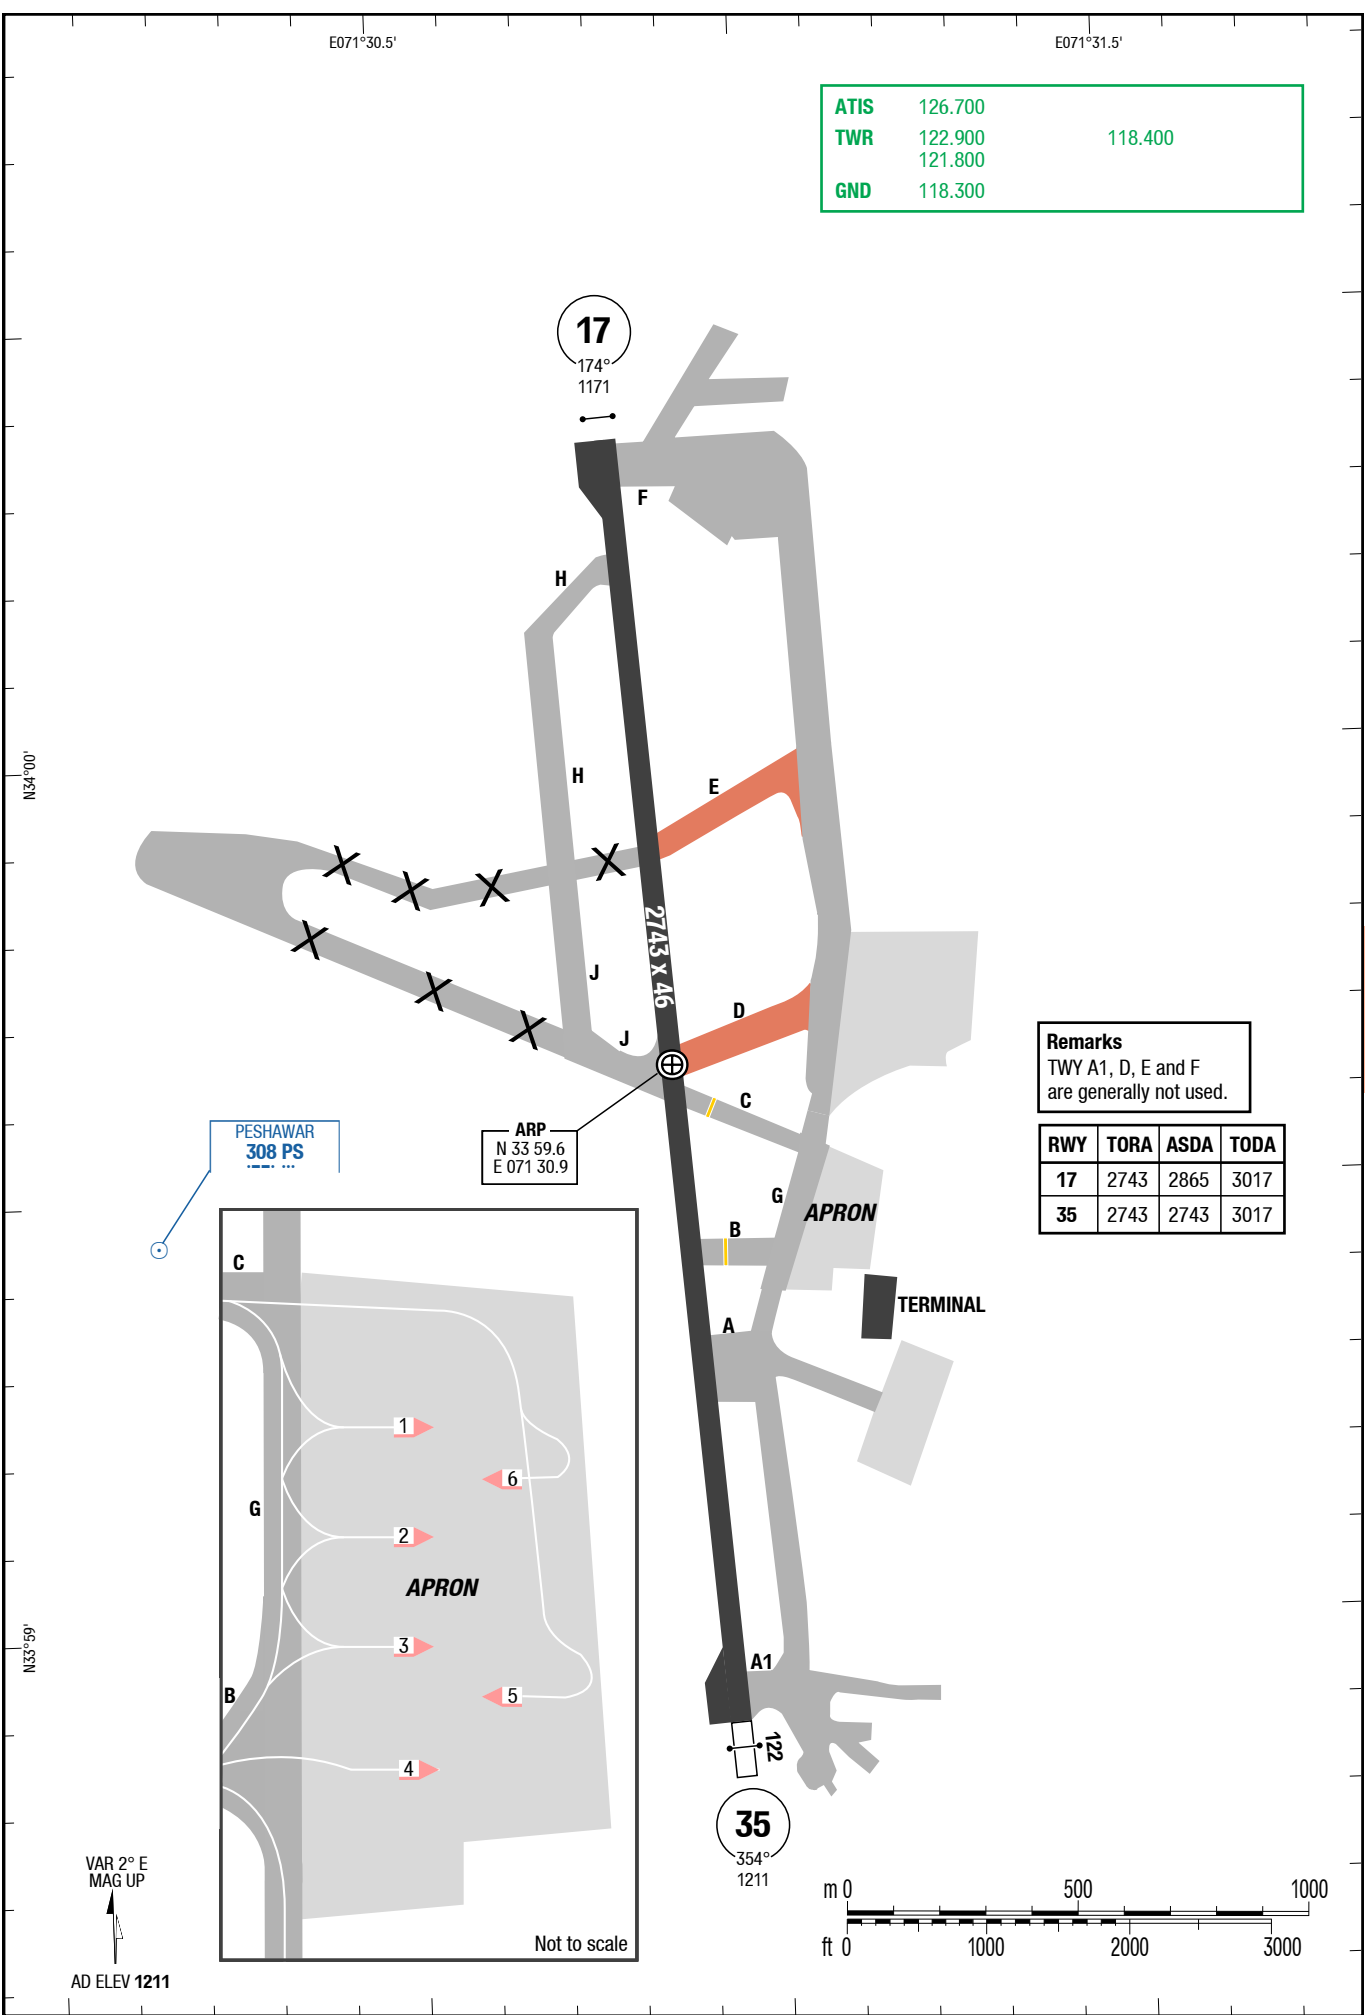 E071°30.5'
E071°31.5'
ATIS 126.700
TWR 122.900 118.400
121.800
GND 118.300
17
174°
1171
F
H
H
E
N34°00'
2743 x 46
J
J
D
C
Remarks
TWY A1, D, E and F
are generally not used.
ARP
N 33 59.6
E 071 30.9
PESHAWAR
308 PS
RWY TORA ASDA TODA
17 2743 2865 3017
35 2743 2743 3017
G
APRON
B
TERMINAL
A
C
1
6
G
2
APRON
3
B
5
4
Not to scale
N33°59'
A1
122
35
354°
1211
VAR 2° E
MAG UP
AD ELEV 1211
m 0 500 1000
ft 0 1000 2000 3000